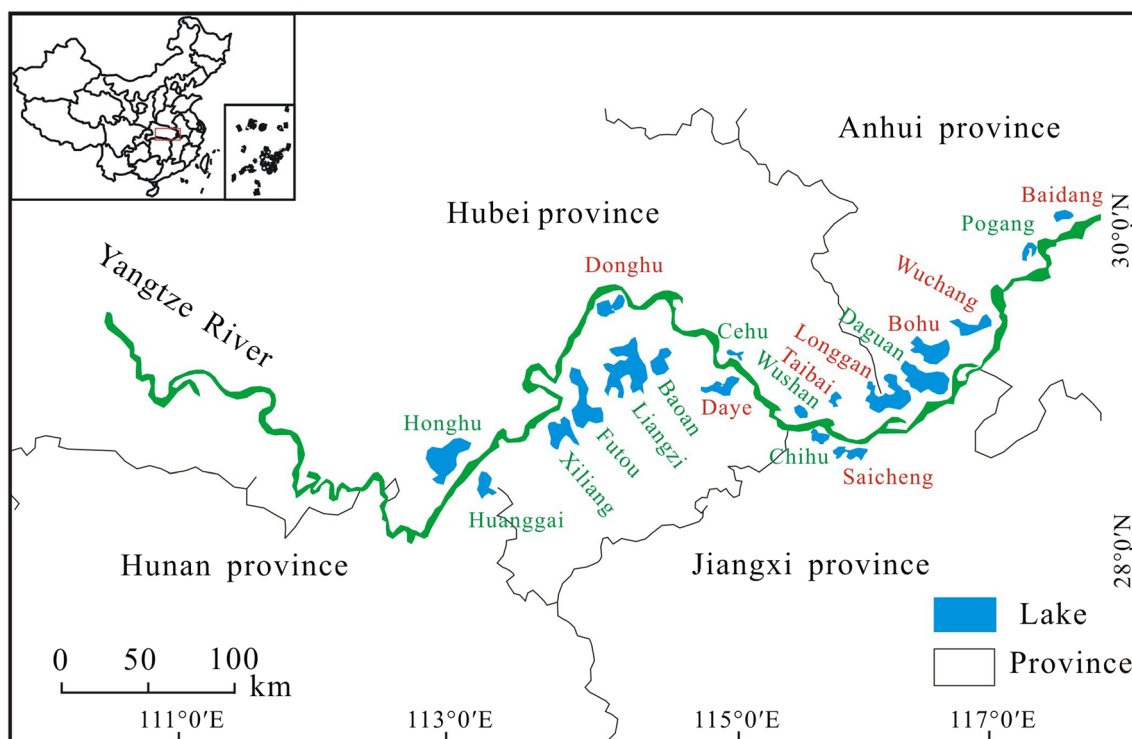 Anhui province
Baidang
Pogang
Hubei province
30°0′N
Donghu
Wuchang
Yangtze River
Bohu
Daguan
Cehu
Longgan
Taibai
Wushan
Baoan
Daye
Liangzi
Honghu
Futou
Chihu
Xiliang
Saicheng
Huanggai
28°0′N
Hunan province
Jiangxi province
Lake
0 50 100
km
Province
111°0′E 113°0′E 115°0′E 117°0′E